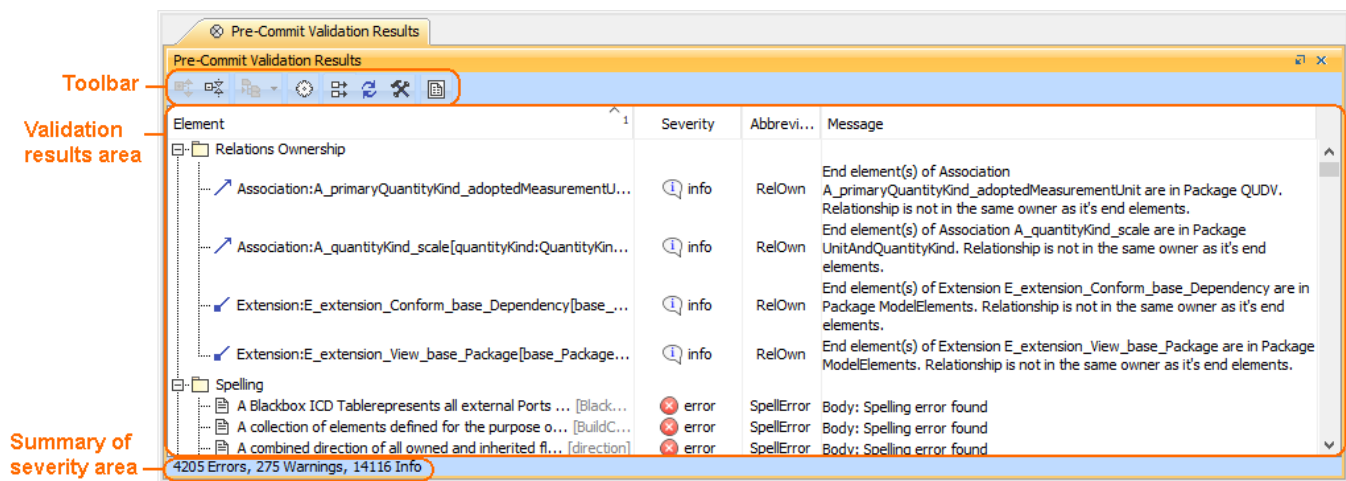 Pre-Commit Validation Results
Pre-Commit Validation Results
Toolbar
Validation
results area
Element 1 Severity Abbrevi... Message
Relations Ownership
Association:A_primaryQuantityKind_adoptedMeasurementU... info RelOwn End element(s) of Association
A_primaryQuantityKind_adoptedMeasurementUnit are in Package QUDV.
Relationship is not in the same owner as it's end elements.
Association:A_quantityKind_scale[quantityKind:QuantityKin... info RelOwn End element(s) of Association A_quantityKind_scale are in Package
UnitAndQuantityKind. Relationship is not in the same owner as it's end
elements.
Extension:E_extension_Conform_base_Dependency[base_... info RelOwn End element(s) of Extension E_extension_Conform_base_Dependency are in
Package ModelElements. Relationship is not in the same owner as it's end
elements.
Extension:E_extension_View_base_Package[base_Package... info RelOwn End element(s) of Extension E_extension_View_base_Package are in Package
ModelElements. Relationship is not in the same owner as it's end elements.
Spelling
A Blackbox ICD Tablerepresents all external Ports ... [Black... error SpellError Body: Spelling error found
A collection of elements defined for the purpose o... [BuildC... error SpellError Body: Spelling error found
A combined direction of all owned and inherited fl... [direction] error SpellError Body: Spelling error found
Summary of
severity area
4205 Errors, 275 Warnings, 14116 Info